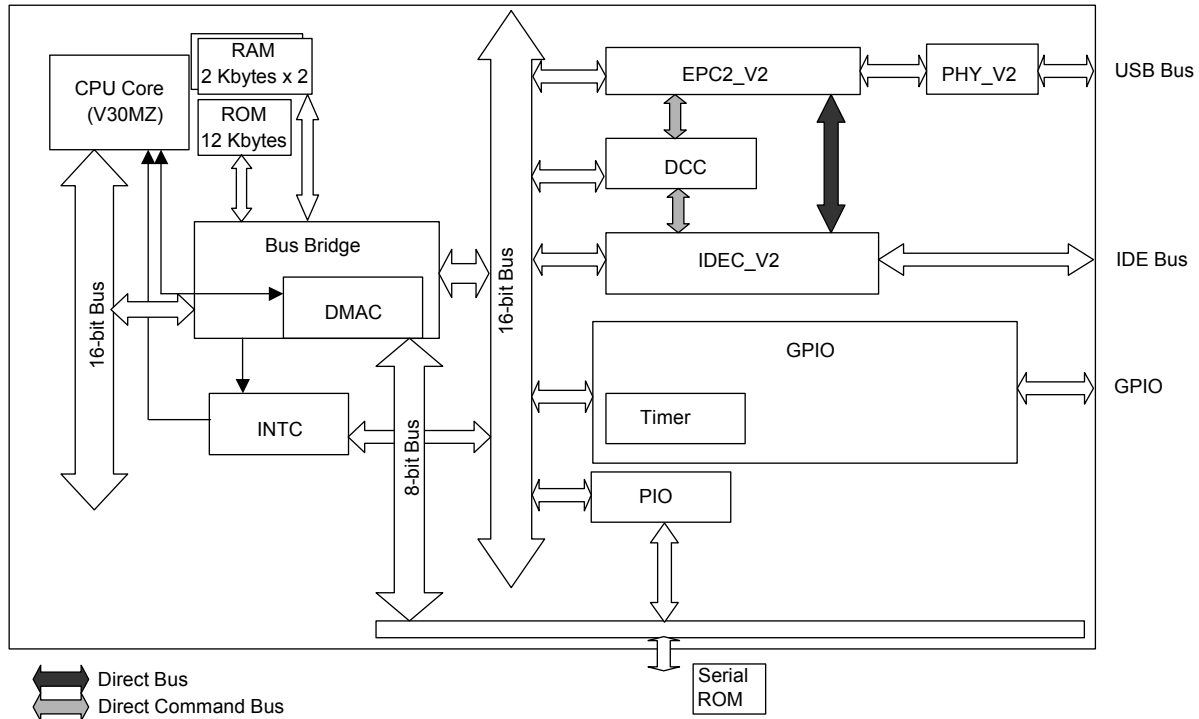 CPU Core
(V30MZ)
RAM
2 Kbytes x 2
ROM
12 Kbytes
Bus Bridge
DMAC
INTC
16-bit Bus
8-bit Bus
16-bit Bus
EPC2_V2
PHY_V2
USB Bus
DCC
IDEC_V2
IDE Bus
GPIO
Timer
GPIO
PIO
Serial
ROM
Direct Bus
Direct Command Bus